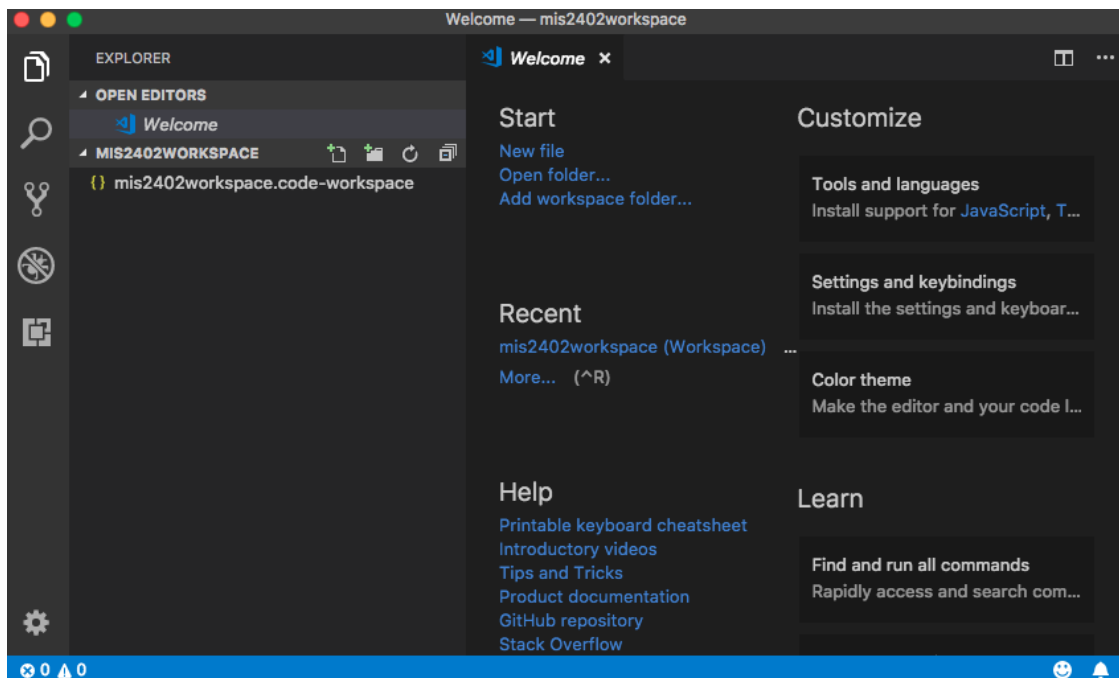 Welcome — mis2402workspace
EXPLORER
OPEN EDITORS
Welcome
MIS2402WORKSPACE
{} mis2402workspace.code-workspace
Welcome ×
...
Start
New file
Open folder...
Add workspace folder...
Recent
mis2402workspace (Workspace) ...
More... (^R)
Help
Printable keyboard cheatsheet
Introductory videos
Tips and Tricks
Product documentation
GitHub repository
Stack Overflow
Customize
Tools and languages
Install support for JavaScript, T...
Settings and keybindings
Install the settings and keyboar...
Color theme
Make the editor and your code l...
Learn
Find and run all commands
Rapidly access and search com...
0 0